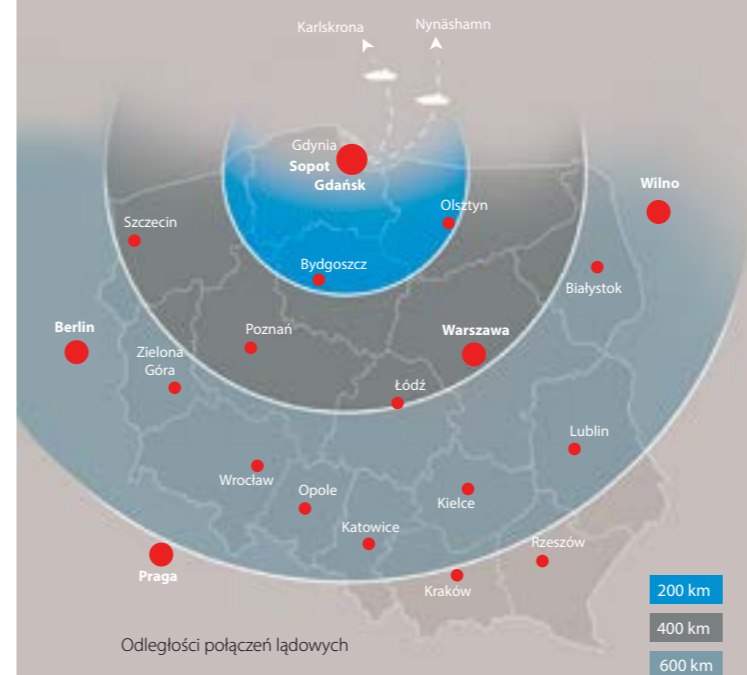 Karlskrona
Nynäshamn
Gdynia
Sopot
Gdańsk
Wilno
Olsztyn
Szczecin
Bydgoszcz
Białystok
Berlin
Poznań
Warszawa
Zielona
Góra
Łódź
Lublin
Wrocław
Opole
Kielce
Katowice
Rzeszów
Praga
Kraków
200 km
400 km
Odległości połączeń lądowych
600 km